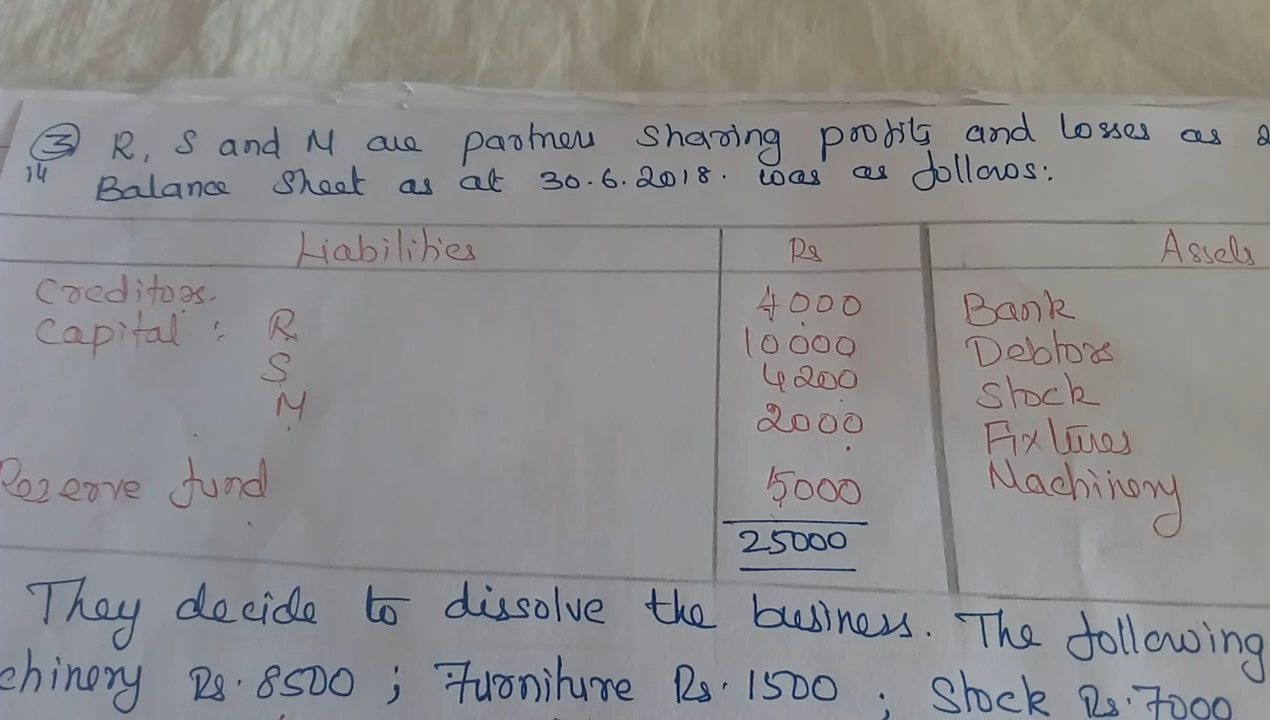 3 R, S and M are partners sharing profits and losses as 2
14 Balance Sheet as at 30.6.2018. was as follows:
Liabilities Rs Assets
Creditors. 4000 Bank
Capital : R 10000 Debtors
S 4200 Stock
M 2000 Fixtures
Reserve fund 5000 Machinery
25000
They decide to dissolve the business. The following
chinery Rs. 8500 ; Furniture Rs. 1500 ; Stock Rs. 7000